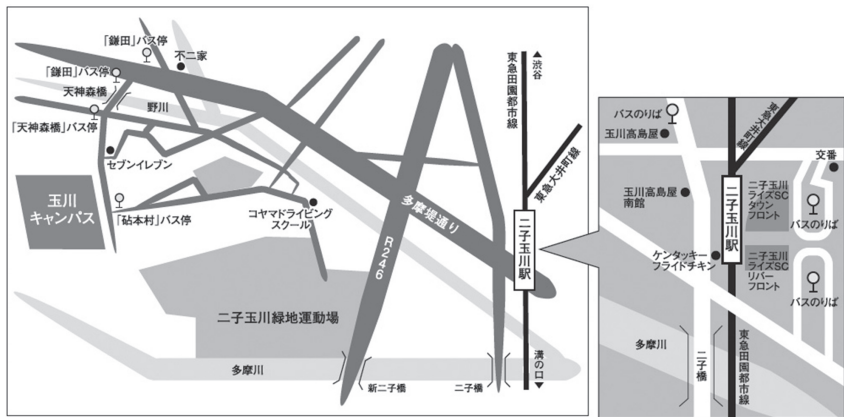 「鎌田」バス停
不二家
「鎌田」バス停
天神森橋
野川
「天神森橋」バス停
セブンイレブン
玉川
キャンパス
「砧本村」バス停
コヤマドライビング
スクール
多摩堤通り
R246
二子玉川緑地運動場
多摩川
新二子橋
二子橋
▲渋谷
東急田園都市線
東急大井町線
二子玉川駅
溝の口▼
バスのりば
玉川高島屋
東急大井町線
交番
玉川高島屋
南館
二子玉川駅
二子玉川
ライズSC
タウン
フロント
バスのりば
ケンタッキー
フライドチキン
二子玉川
ライズSC
リバー
フロント
バスのりば
多摩川
二子橋
東急田園都市線